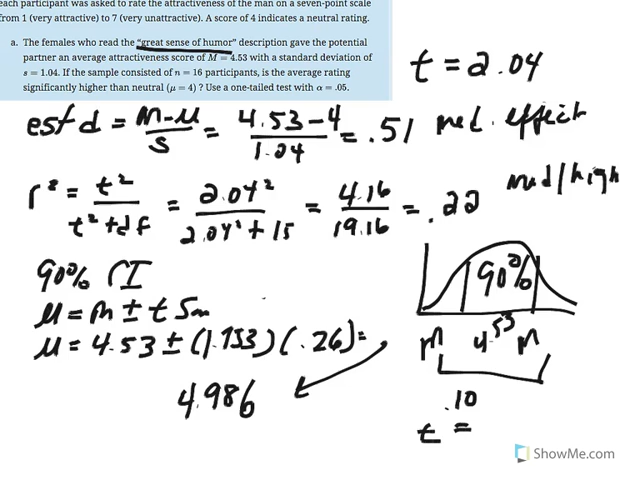 each participant was asked to rate the attractiveness of the man on a seven-point scale
from 1 (very attractive) to 7 (very unattractive). A score of 4 indicates a neutral rating.
a. The females who read the "great sense of humor" description gave the potential
partner an average attractiveness score of M = 4.53 with a standard deviation of
s = 1.04. If the sample consisted of n = 16 participants, is the average rating
significantly higher than neutral (μ = 4) ? Use a one-tailed test with α = .05.
t = 2.04
est d = M-μ/s = 4.53-4/1.04 = .51 med. effect
r² = t²/t²+df = 2.04²/2.04²+15 = 4.16/19.16 = .22 med/high
90% CI
μ = M ± t Sm
μ = 4.53 ± (1.753)(.26) =
4.986
90%
M 4.53 M
.10
t =
ShowMe.com